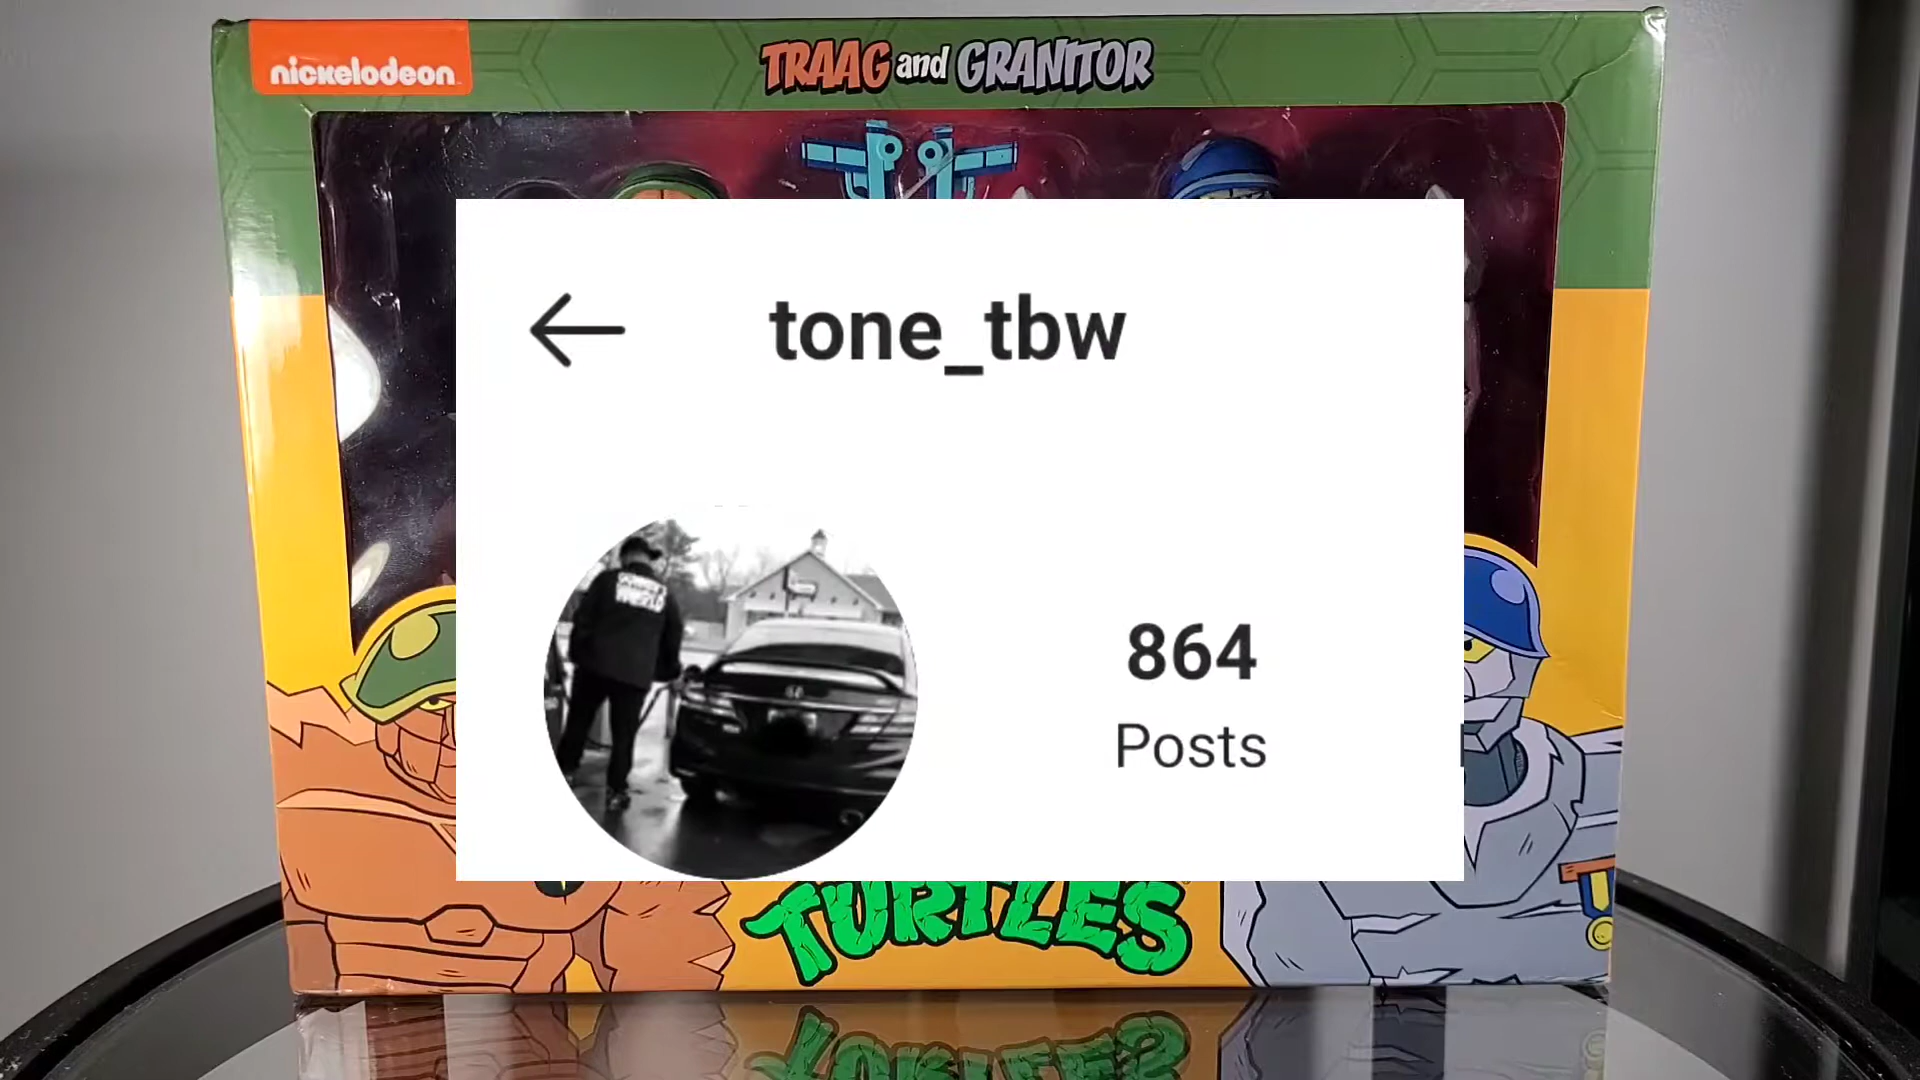 nickelodeon
TRAAG and GRANITOR
tone_tbw
864
Posts
TURTLES